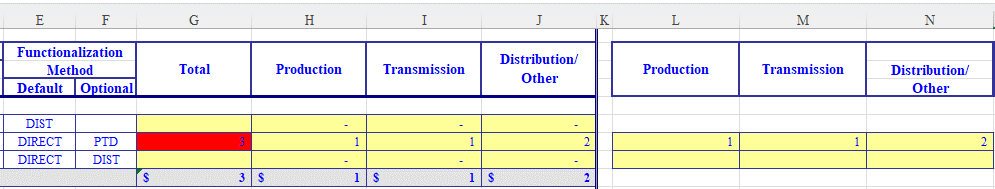 E F G H I J K L M N
Functionalization
Method
Default Optional
Total
Production
Transmission
Distribution/
Other
Production
Transmission
Distribution/
Other
DIST - - -
DIRECT PTD 3 1 1 2 1 1 2
DIRECT DIST - - -
$ 3 $ 1 $ 1 $ 2